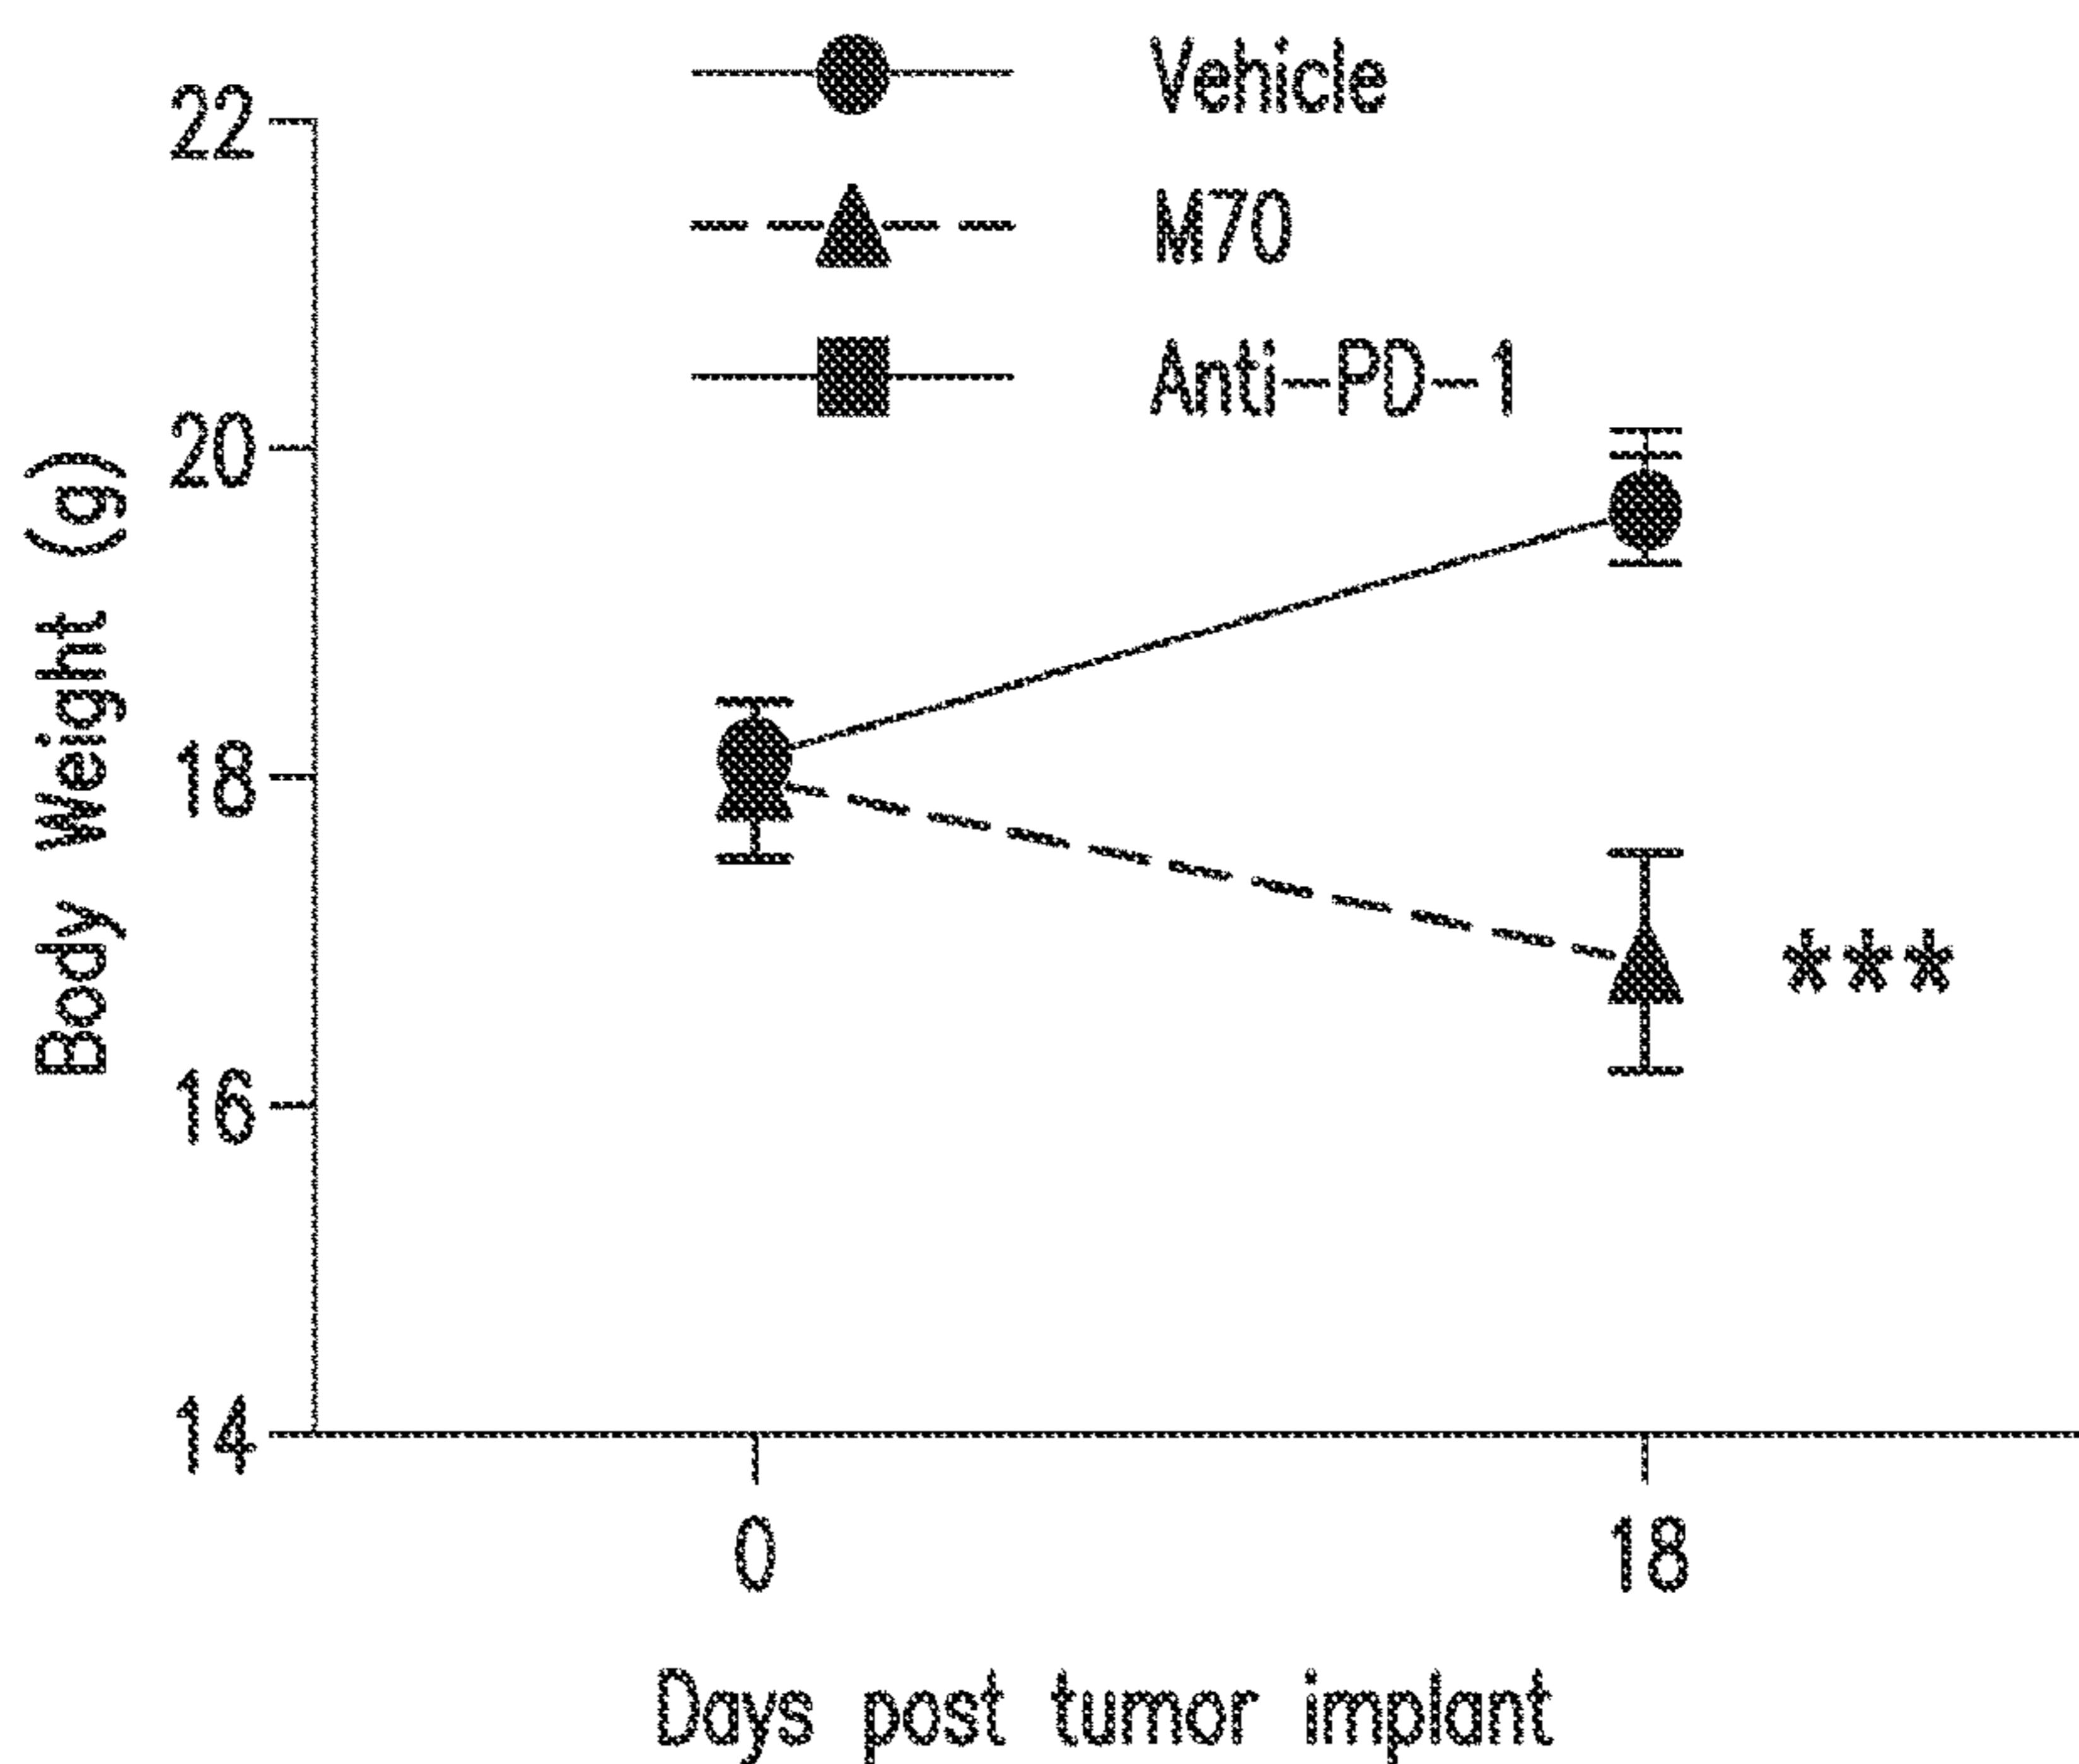 Vehicle
M70
Anti-PD-1
22
20
18
16
14
Body Weight (g)
***
0
18
Days post tumor implant